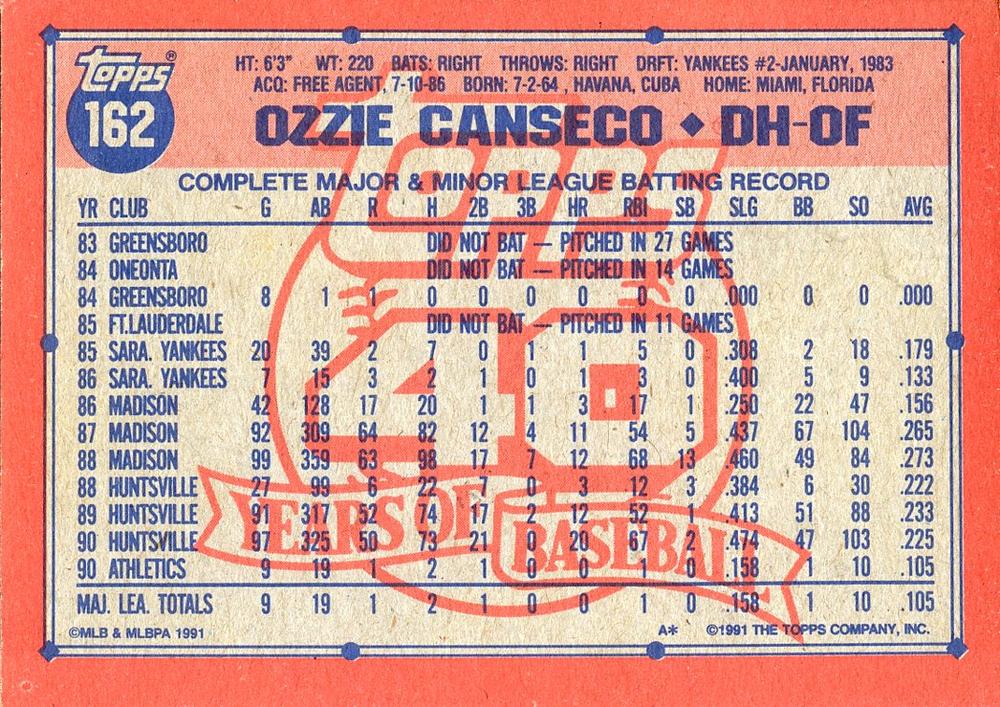 Topps®
162
HT: 6'3" WT: 220 BATS: RIGHT THROWS: RIGHT DRFT: YANKEES #2-JANUARY, 1983
ACQ: FREE AGENT, 7-10-86 BORN: 7-2-64 , HAVANA, CUBA HOME: MIAMI, FLORIDA
OZZIE CANSECO ◆ DH-OF
COMPLETE MAJOR & MINOR LEAGUE BATTING RECORD
YR CLUB G AB R H 2B 3B HR RBI SB SLG BB SO AVG
83 GREENSBORO DID NOT BAT — PITCHED IN 27 GAMES
84 ONEONTA DID NOT BAT — PITCHED IN 14 GAMES
84 GREENSBORO 8 1 1 0 0 0 0 0 0 .000 0 0 .000
85 FT.LAUDERDALE DID NOT BAT — PITCHED IN 11 GAMES
85 SARA. YANKEES 20 39 2 7 0 1 1 5 0 .308 2 18 .179
86 SARA. YANKEES 7 15 3 2 1 0 1 3 0 .400 5 9 .133
86 MADISON 42 128 17 20 1 1 3 17 1 .250 22 47 .156
87 MADISON 92 309 64 82 12 4 11 54 5 .437 67 104 .265
88 MADISON 99 359 63 98 17 7 12 68 13 .460 49 84 .273
88 HUNTSVILLE 27 99 6 22 7 0 3 12 3 .384 6 30 .222
89 HUNTSVILLE 91 317 52 74 17 2 12 52 1 .413 51 88 .233
90 HUNTSVILLE 97 325 50 73 21 0 20 67 2 .474 47 103 .225
90 ATHLETICS 9 19 1 2 1 0 0 1 0 .158 1 10 .105
MAJ. LEA. TOTALS 9 19 1 2 1 0 0 1 0 .158 1 10 .105
©MLB & MLBPA 1991 A* ©1991 THE TOPPS COMPANY, INC.
Topps
40
YEARS OF BASEBALL